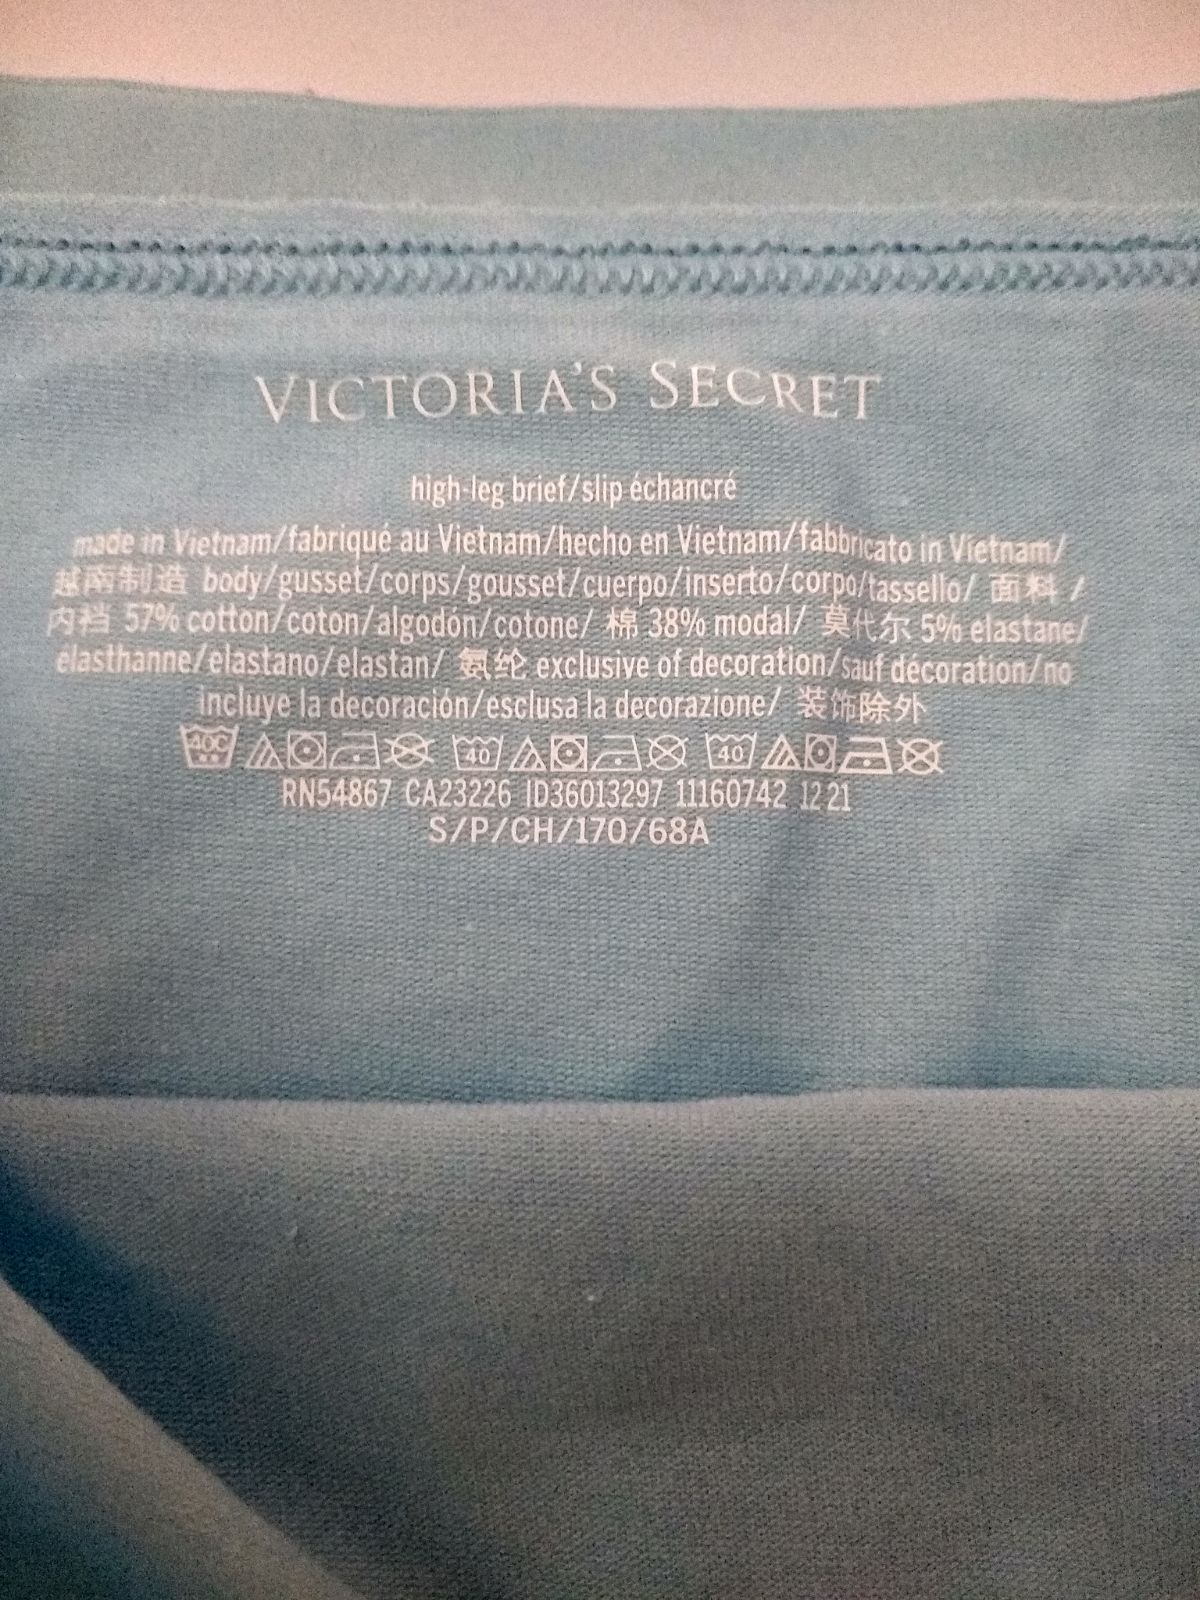 VICTORIA'S SECRET
high-leg brief/slip échancré
made in Vietnam/fabriqué au Vietnam/hecho en Vietnam/fabbricato in Vietnam/
越南制造 body/gusset/corps/gousset/cuerpo/inserto/corpo/tassello/ 面料 /
内裆 57% cotton/coton/algodón/cotone/ 棉 38% modal/ 莫代尔 5% elastane/
élasthanne/elastano/elastan/ 氨纶 exclusive of decoration/sauf décoration/no
incluye la decoración/esclusa la decorazione/ 装饰除外
40C 40 40
RN54867 CA23226 ID36013297 11160742 12 21
S/P/CH/170/68A